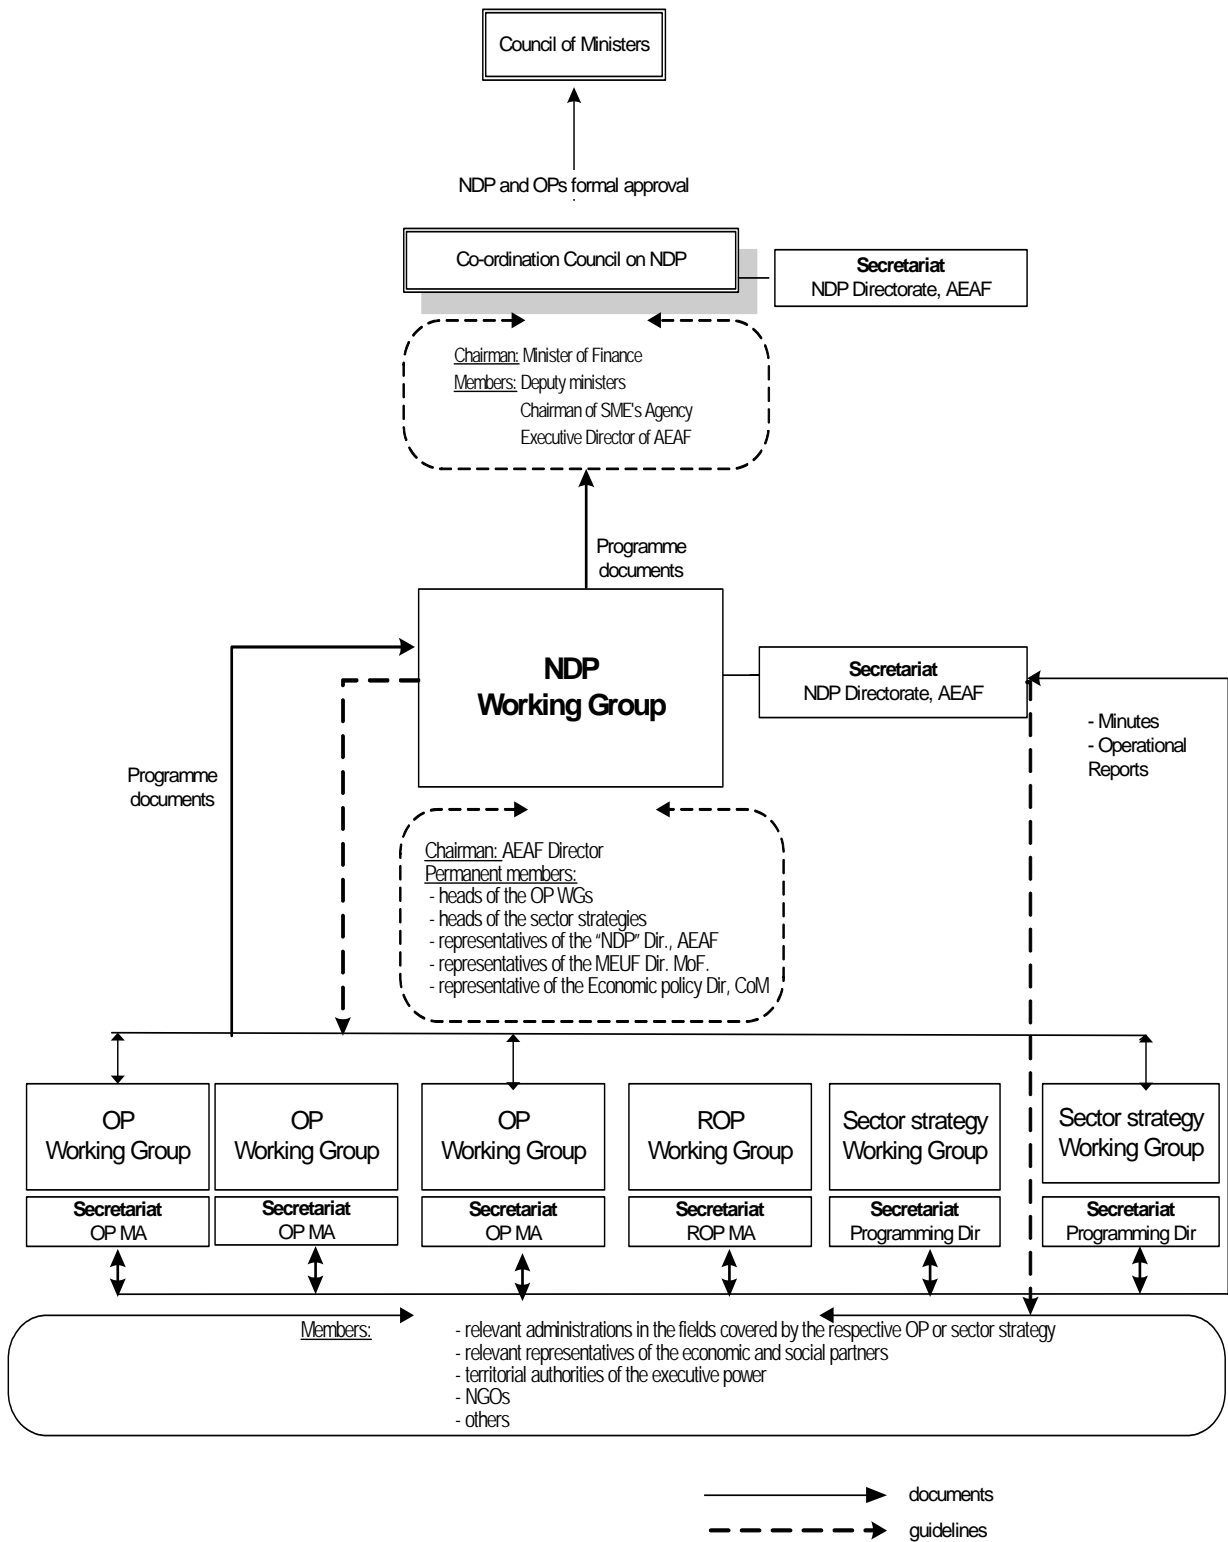 Council of Ministers
NDP and OPs formal approval
Co-ordination Council on NDP
Secretariat
NDP Directorate, AEAF
Chairman: Minister of Finance
Members: Deputy ministers
Chairman of SME's Agency
Executive Director of AEAF
Programme
documents
NDP
Working Group
Secretariat
NDP Directorate, AEAF
- Minutes
- Operational
Reports
Programme
documents
Chairman: AEAF Director
Permanent members:
- heads of the OP WGs
- heads of the sector strategies
- representatives of the “NDP” Dir., AEAF
- representatives of the MEUF Dir. MoF.
- representative of the Economic policy Dir, CoM
OP
Working Group
OP
Working Group
OP
Working Group
ROP
Working Group
Sector strategy
Working Group
Sector strategy
Working Group
Secretariat
OP MA
Secretariat
OP MA
Secretariat
OP MA
Secretariat
ROP MA
Secretariat
Programming Dir
Secretariat
Programming Dir
Members: - relevant administrations in the fields covered by the respective OP or sector strategy
- relevant representatives of the economic and social partners
- territorial authorities of the executive power
- NGOs
- others
documents
guidelines